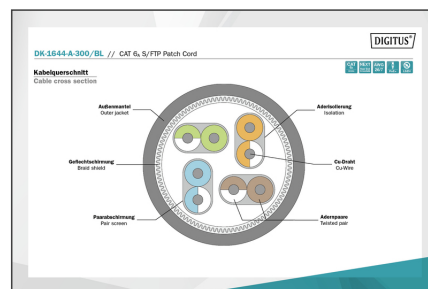 DIGITUS®
DK-1644-A-300/BL // CAT 6A S/FTP Patch Cord
Kabelquerschnitt
Cable cross section
Außenmantel
Outer jacket
Aderisolierung
Isolation
Geflechtschirmung
Braid shield
Cu-Draht
Cu-Wire
Paarabschirmung
Pair screen
Adernpaare
Twisted pair